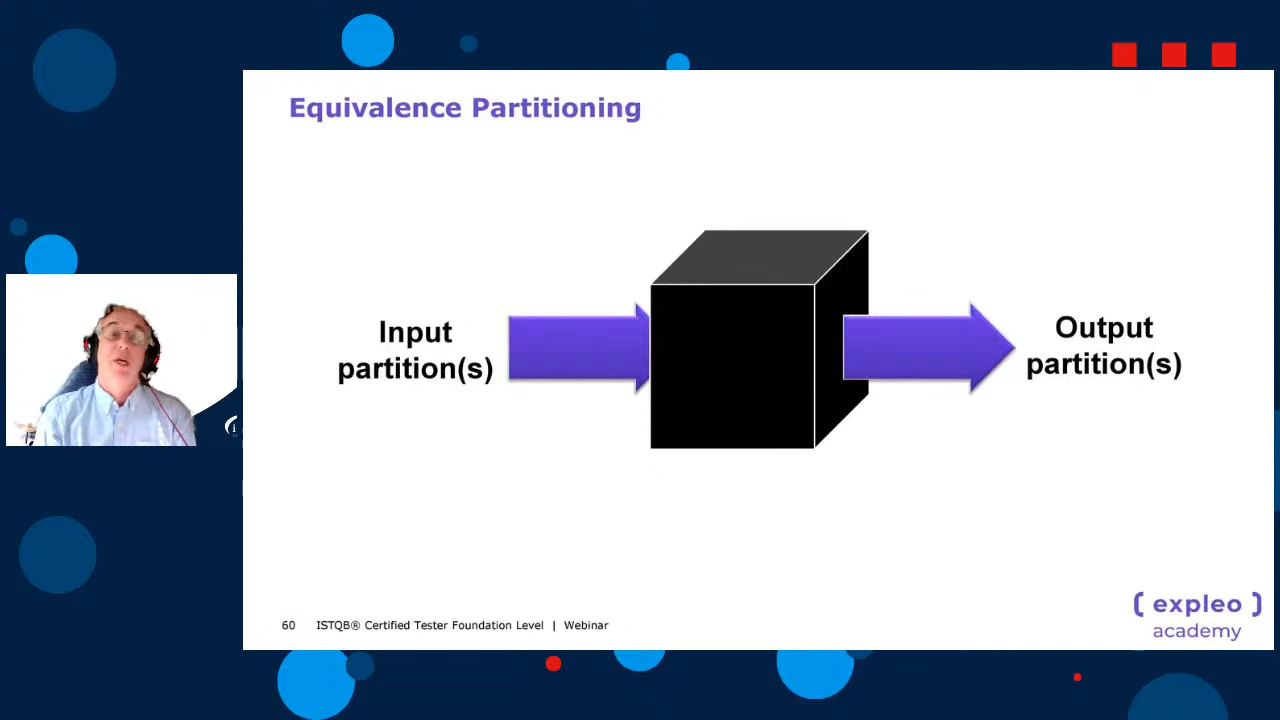 Equivalence Partitioning
Input
partition(s)
Output
partition(s)
60 ISTQB® Certified Tester Foundation Level | Webinar
( expleo )
academy